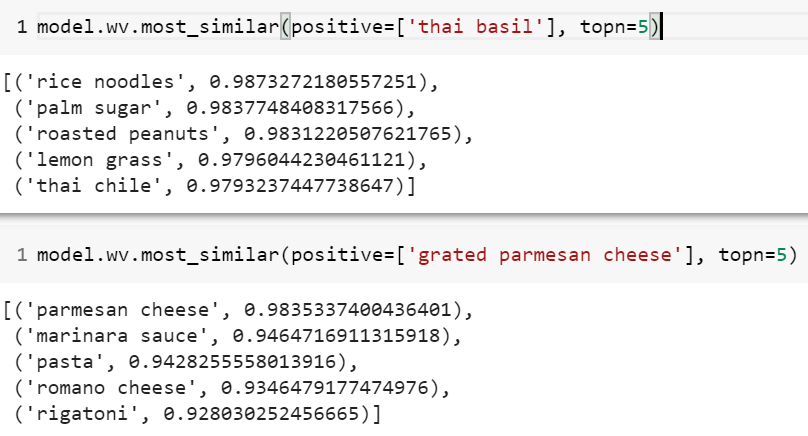 1 model.wv.most_similar(positive=['thai basil'], topn=5)
[('rice noodles', 0.9873272180557251),
('palm sugar', 0.9837748408317566),
('roasted peanuts', 0.9831220507621765),
('lemon grass', 0.9796044230461121),
('thai chile', 0.9793237447738647)]
1 model.wv.most_similar(positive=['grated parmesan cheese'], topn=5)
[('parmesan cheese', 0.9835337400436401),
('marinara sauce', 0.9464716911315918),
('pasta', 0.9428255558013916),
('romano cheese', 0.9346479177474976),
('rigatoni', 0.928030252456665)]